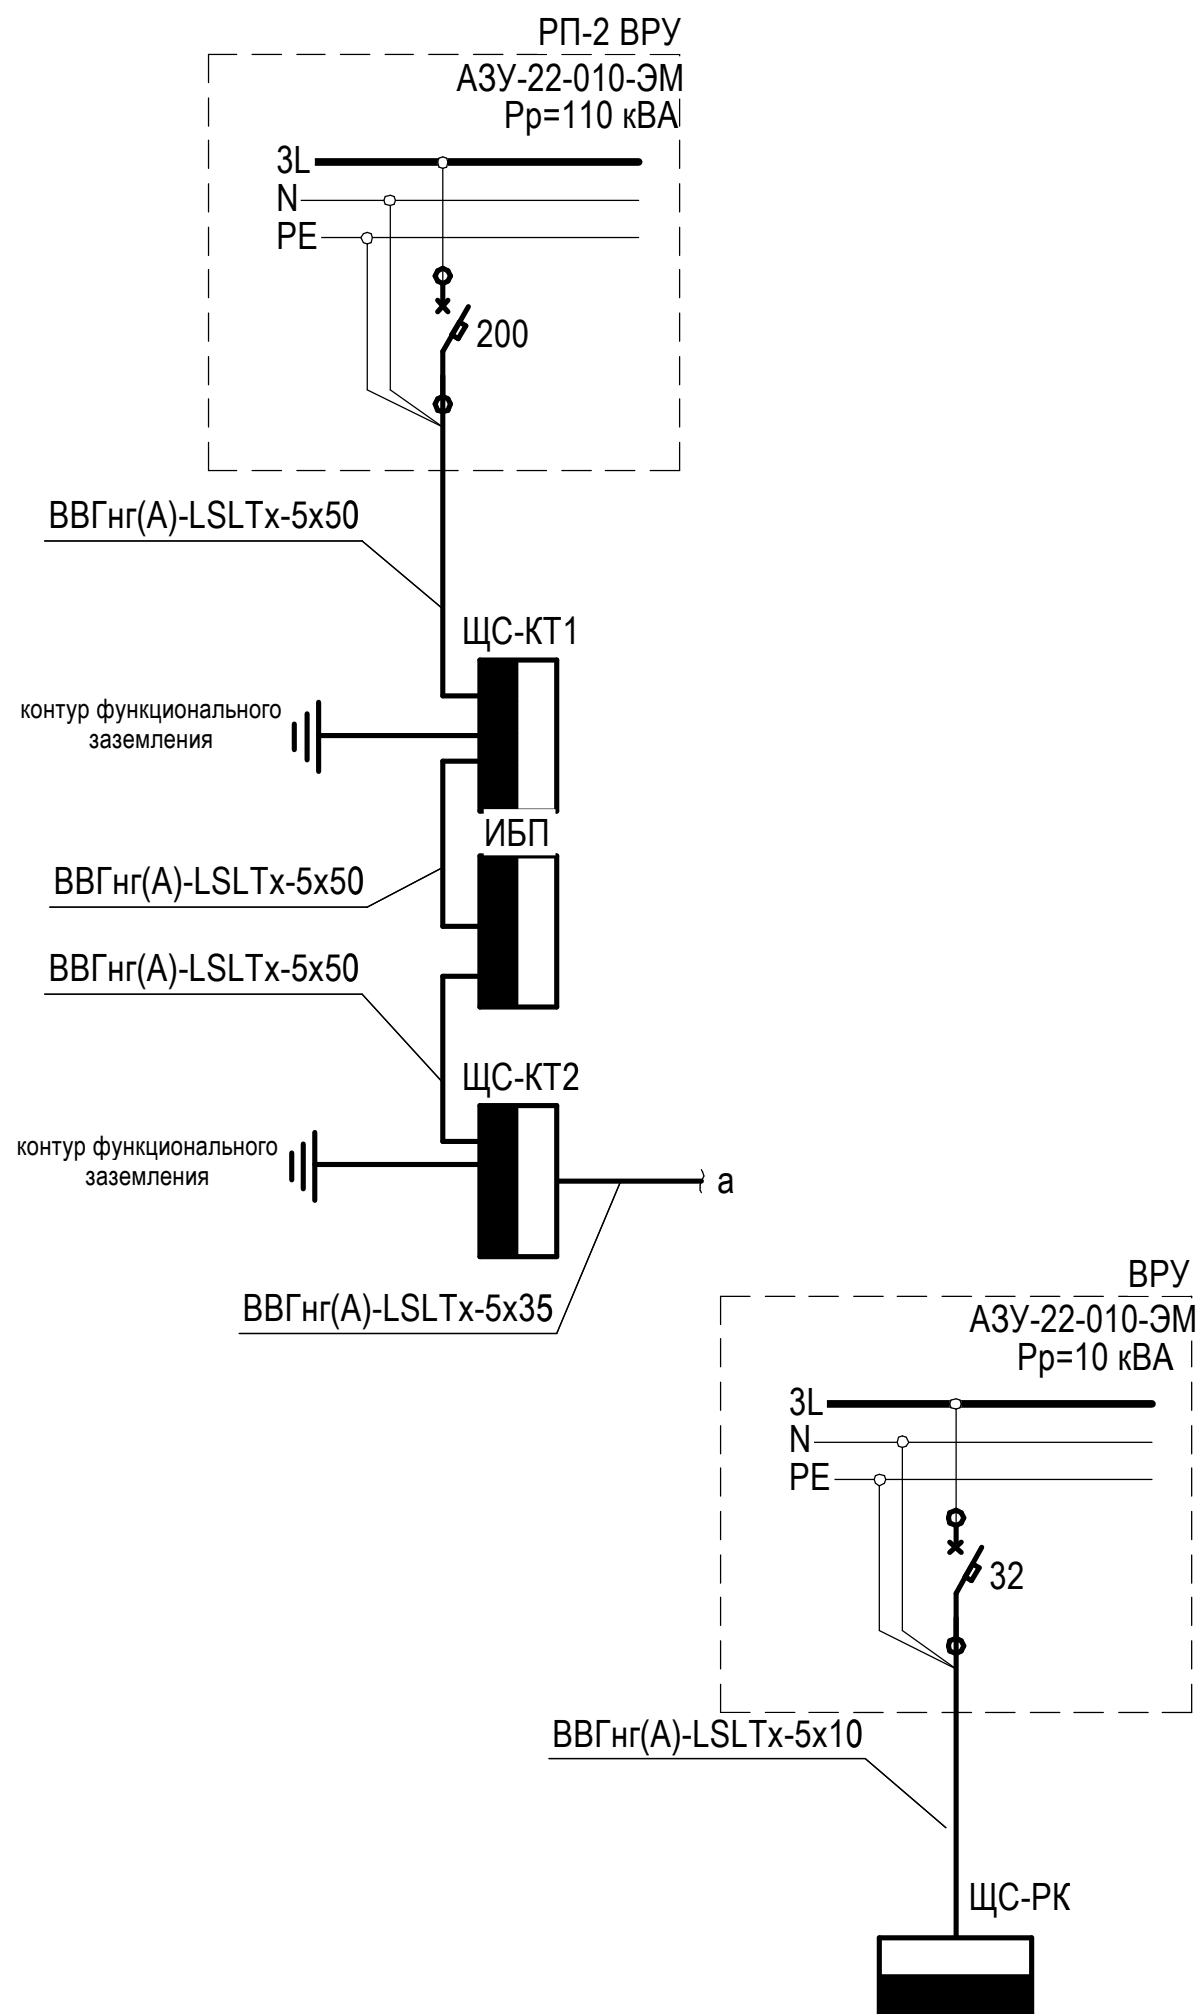 РП-2 ВРУ
АЗУ-22-010-ЭМ
Рр=110 кВА
3L
N
PE
200
ВВГнг(А)-LSLTx-5x50
ЩС-КТ1
контур функционального
заземления
ИБП
ВВГнг(А)-LSLTx-5x50
ВВГнг(А)-LSLTx-5x50
ЩС-КТ2
контур функционального
заземления
а
ВВГнг(А)-LSLTx-5x35
ВРУ
АЗУ-22-010-ЭМ
Рр=10 кВА
3L
N
PE
32
ВВГнг(А)-LSLTx-5x10
ЩС-РК